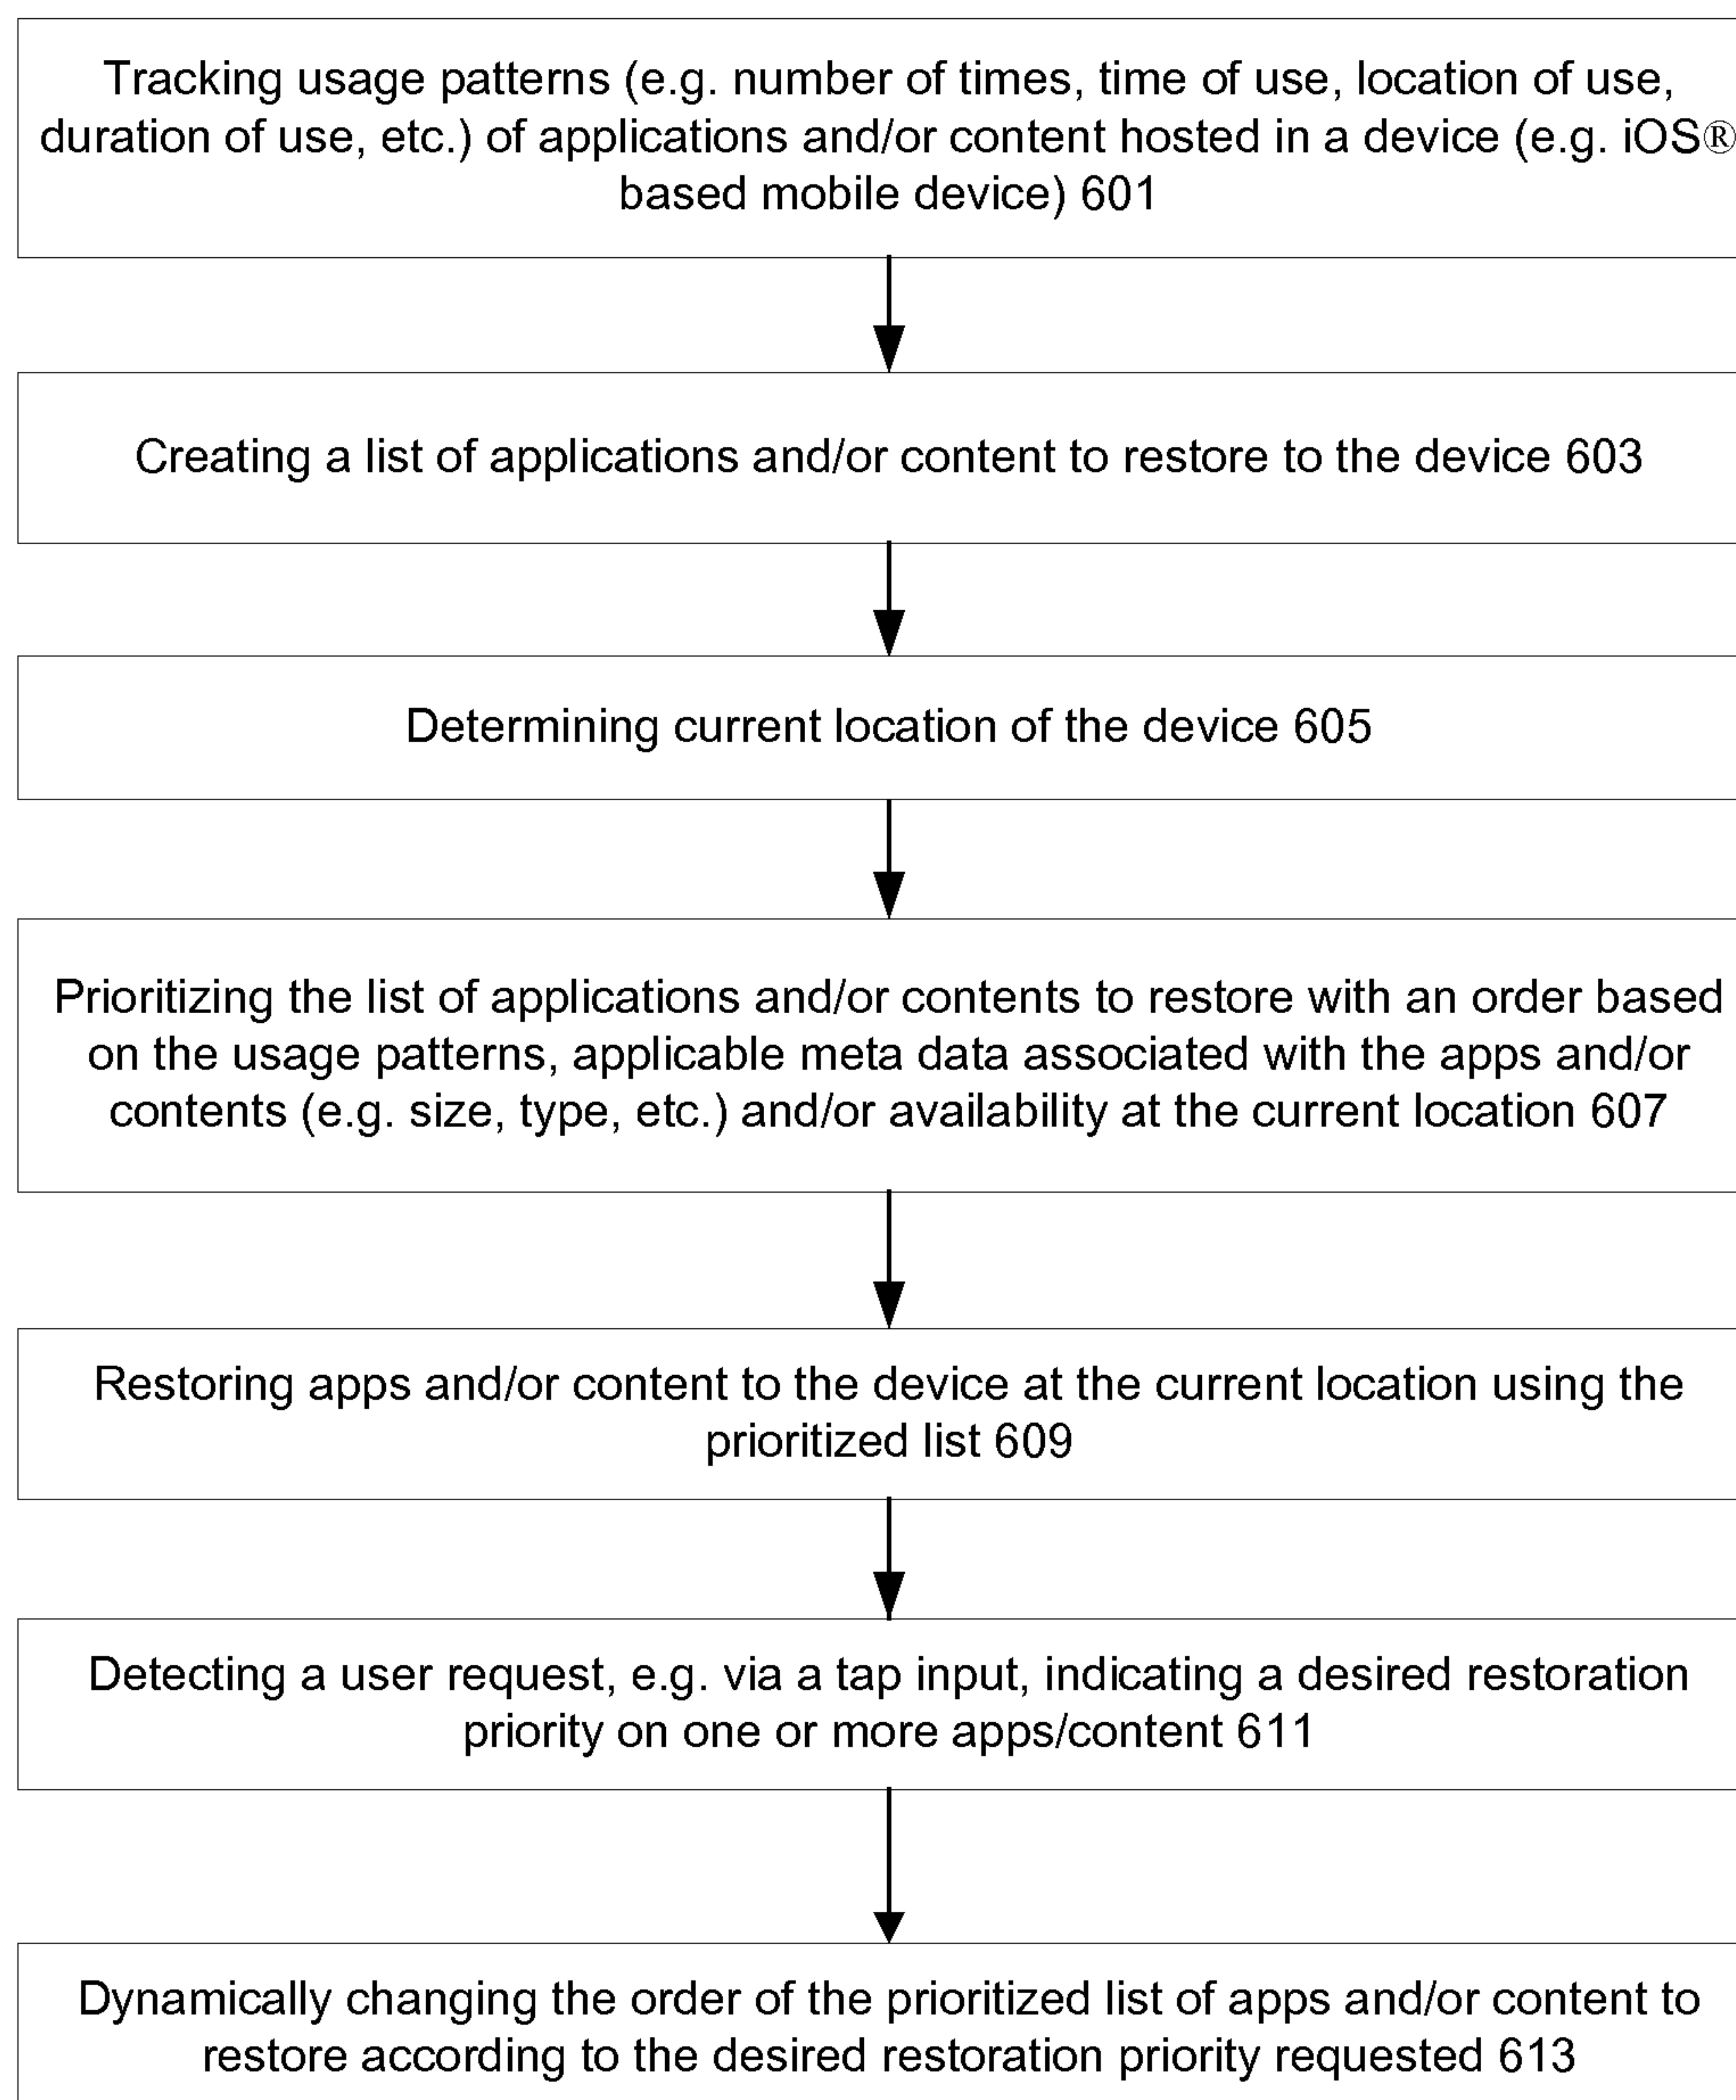 Tracking usage patterns (e.g. number of times, time of use, location of use,
duration of use, etc.) of applications and/or content hosted in a device (e.g. iOS®
based mobile device) 601
Creating a list of applications and/or content to restore to the device 603
Determining current location of the device 605
Prioritizing the list of applications and/or contents to restore with an order based
on the usage patterns, applicable meta data associated with the apps and/or
contents (e.g. size, type, etc.) and/or availability at the current location 607
Restoring apps and/or content to the device at the current location using the
prioritized list 609
Detecting a user request, e.g. via a tap input, indicating a desired restoration
priority on one or more apps/content 611
Dynamically changing the order of the prioritized list of apps and/or content to
restore according to the desired restoration priority requested 613